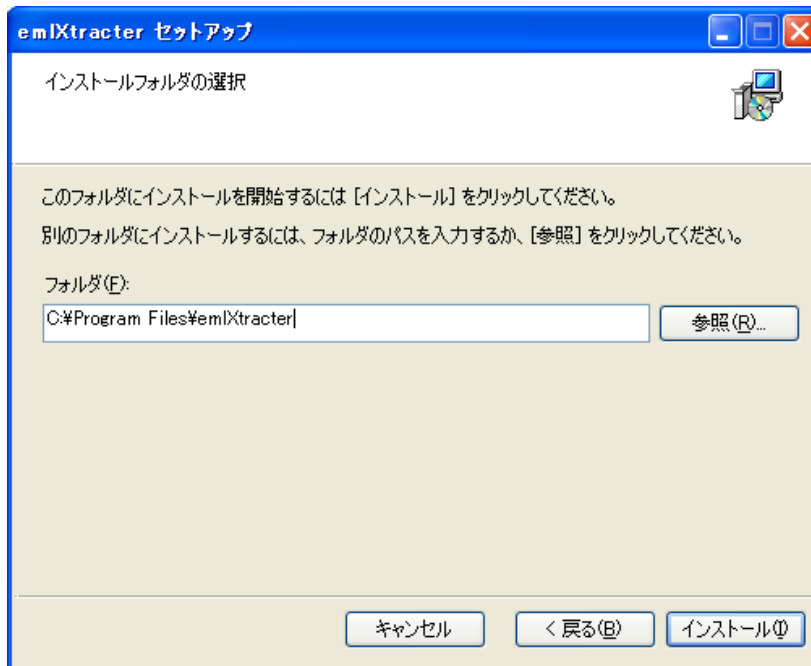 emlXtracter セットアップ
インストールフォルダの選択
このフォルダにインストールを開始するには [インストール] をクリックしてください。
別のフォルダにインストールするには、フォルダのパスを入力するか、[参照] をクリックしてください。
フォルダ(F):
C:¥Program Files¥emlXtracter
参照(R)...
キャンセル
< 戻る(B)
インストール(I)